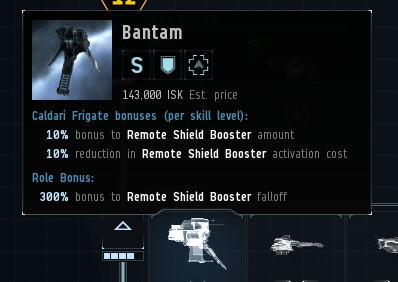 Bantam
S
143,000 ISK Est. price
Caldari Frigate bonuses (per skill level):
10% bonus to Remote Shield Booster amount
10% reduction in Remote Shield Booster activation cost
Role Bonus:
300% bonus to Remote Shield Booster falloff